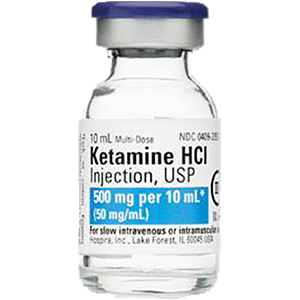 10 mL Multi-Dose NDC 0409-205
Ketamine HCl
Injection, USP
500 mg per 10 mL*
(50 mg/mL)
For slow intravenous or intramuscular
Hospira, Inc., Lake Forest, IL 60045 USA